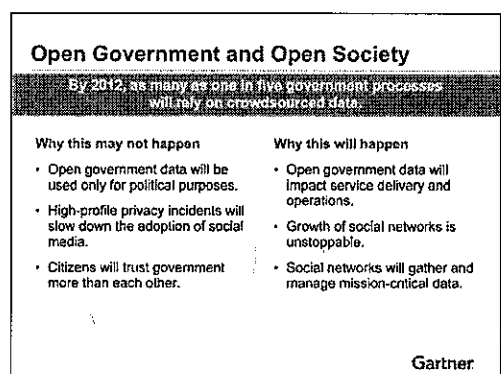 Open Government and Open Society
By 2012, as many as one in five government processes
will rely on crowdsourced data.
Why this may not happen
• Open government data will be
used only for political purposes.
• High-profile privacy incidents will
slow down the adoption of social
media.
• Citizens will trust government
more than each other.
Why this will happen
• Open government data will
impact service delivery and
operations.
• Growth of social networks is
unstoppable.
• Social networks will gather and
manage mission-critical data.
Gartner